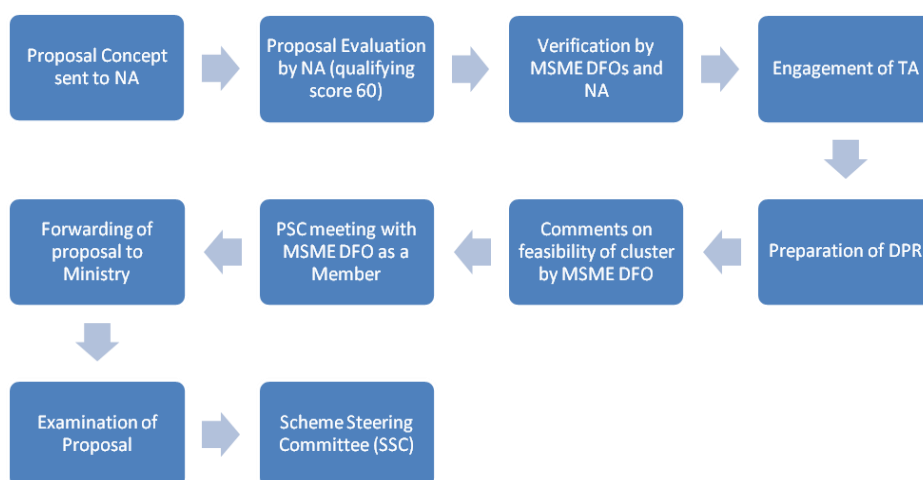 Proposal Concept
sent to NA
Proposal Evaluation
by NA (qualifying
score 60)
Verification by
MSME DFOs and
NA
Engagement of TA
Forwarding of
proposal to
Ministry
PSC meeting with
MSME DFO as a
Member
Comments on
feasibility of cluster
by MSME DFO
Preparation of DPR
Examination of
Proposal
Scheme Steering
Committee (SSC)